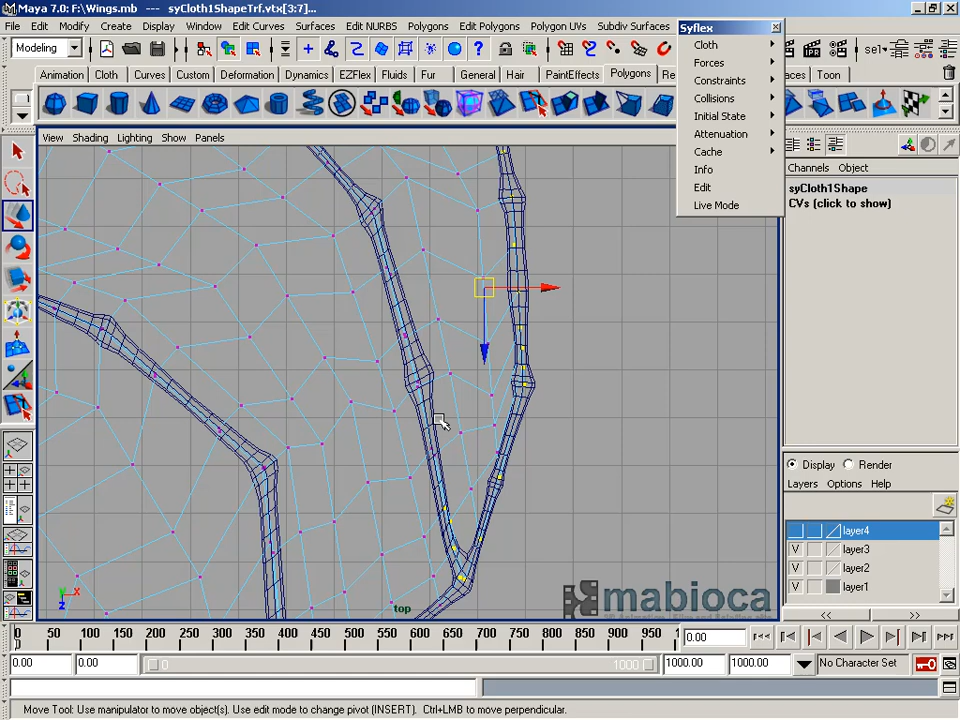 Maya 7.0: F:\Wings.mb - syCloth1ShapeTrf.vtx[3:7]...
File Edit Modify Create Display Window Edit Curves Surfaces Edit NURBS Polygons Edit Polygons Polygon UVs Subdiv Surfaces
Syflex
Modeling
sel
Animation Cloth Curves Custom Deformation Dynamics EZFlex Fluids Fur General Hair PaintEffects Polygons Re
aces Toon
Cloth
Forces
Constraints
Collisions
Initial State
Attenuation
Cache
Info
Edit
Live Mode
View Shading Lighting Show Panels
Channels Object
syCloth1Shape
CVs (click to show)
Display Render
Layers Options Help
layer4
V layer3
V layer2
V layer1
y x
z
top
mabioca
0 50 100 150 200 250 300 350 400 450 500 550 600 650 700 750 800 850 900 950
0.00
0.00 0.00 0 1000 1000.00 1000.00 No Character Set
Move Tool: Use manipulator to move object(s). Use edit mode to change pivot (INSERT). Ctrl+LMB to move perpendicular.